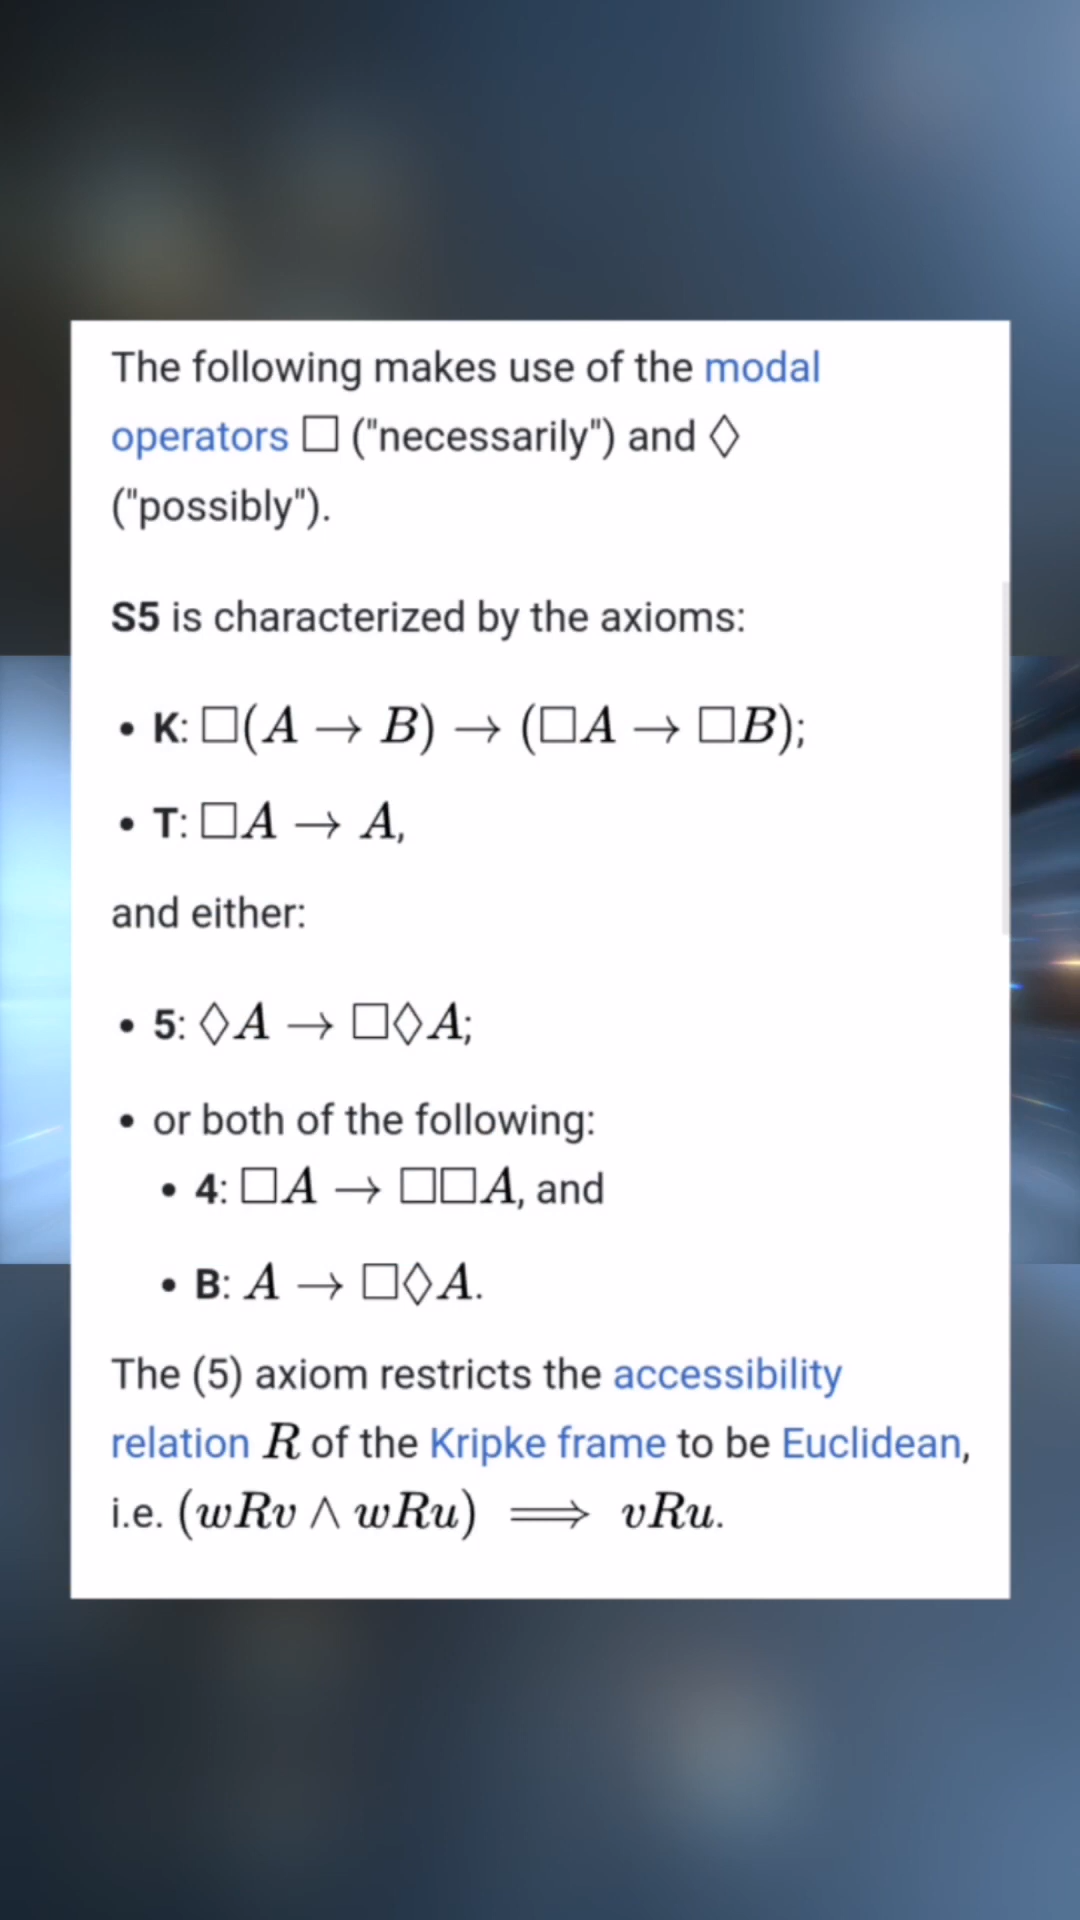 The following makes use of the modal
operators □ ("necessarily") and ◊
("possibly").
S5 is characterized by the axioms:
• K: □(A → B) → (□A → □B);
• T: □A → A,
and either:
• 5: ◊A → □◊A;
• or both of the following:
• 4: □A → □□A, and
• B: A → □◊A.
The (5) axiom restricts the accessibility
relation R of the Kripke frame to be Euclidean,
i.e. (wRv ∧ wRu) ⟹ vRu.